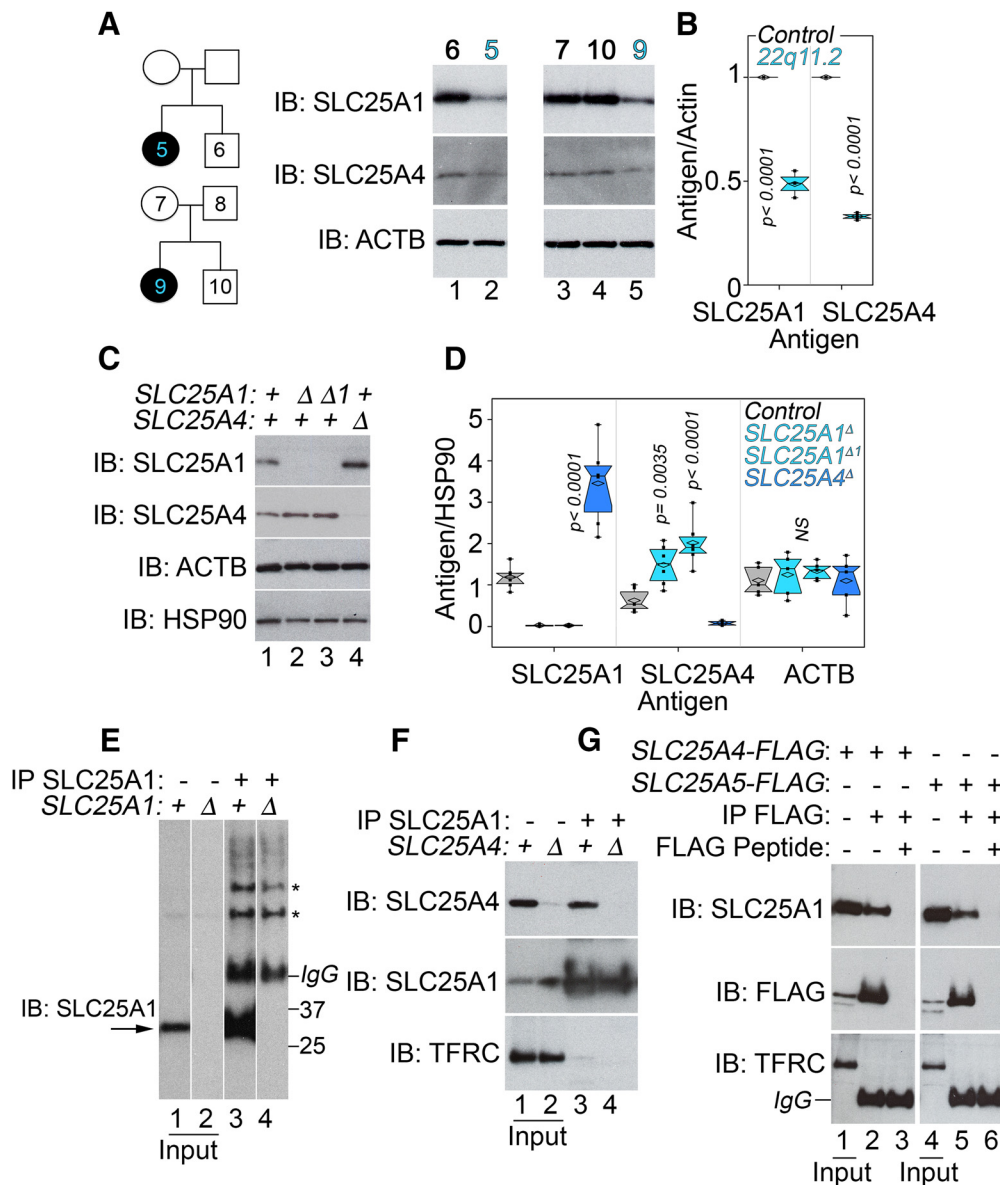 A
5
6
7
8
9
10
6 5 7 10 9
IB: SLC25A1
IB: SLC25A4
IB: ACTB
1 2 3 4 5
B
Control
22q11.2
Antigen/Actin
1
0.5
0
p< 0.0001
p< 0.0001
SLC25A1 SLC25A4
Antigen
C
SLC25A1: + Δ Δ1 +
SLC25A4: + + + Δ
IB: SLC25A1
IB: SLC25A4
IB: ACTB
IB: HSP90
1 2 3 4
D
Antigen/HSP90
5
4
3
2
1
0
p< 0.0001
p= 0.0035
p< 0.0001
NS
Control
SLC25A1Δ
SLC25A1Δ1
SLC25A4Δ
SLC25A1 SLC25A4 ACTB
Antigen
E
IP SLC25A1: - - + +
SLC25A1: + Δ + Δ
*
*
IgG
37
25
IB: SLC25A1
1 2 3 4
Input
F
IP SLC25A1: - - + +
SLC25A4: + Δ + Δ
IB: SLC25A4
IB: SLC25A1
IB: TFRC
1 2 3 4
Input
G
SLC25A4-FLAG: + + + - - -
SLC25A5-FLAG: - - - + + +
IP FLAG: - + + - + +
FLAG Peptide: - - + - - +
IB: SLC25A1
IB: FLAG
IB: TFRC
IgG
1 2 3 4 5 6
Input Input